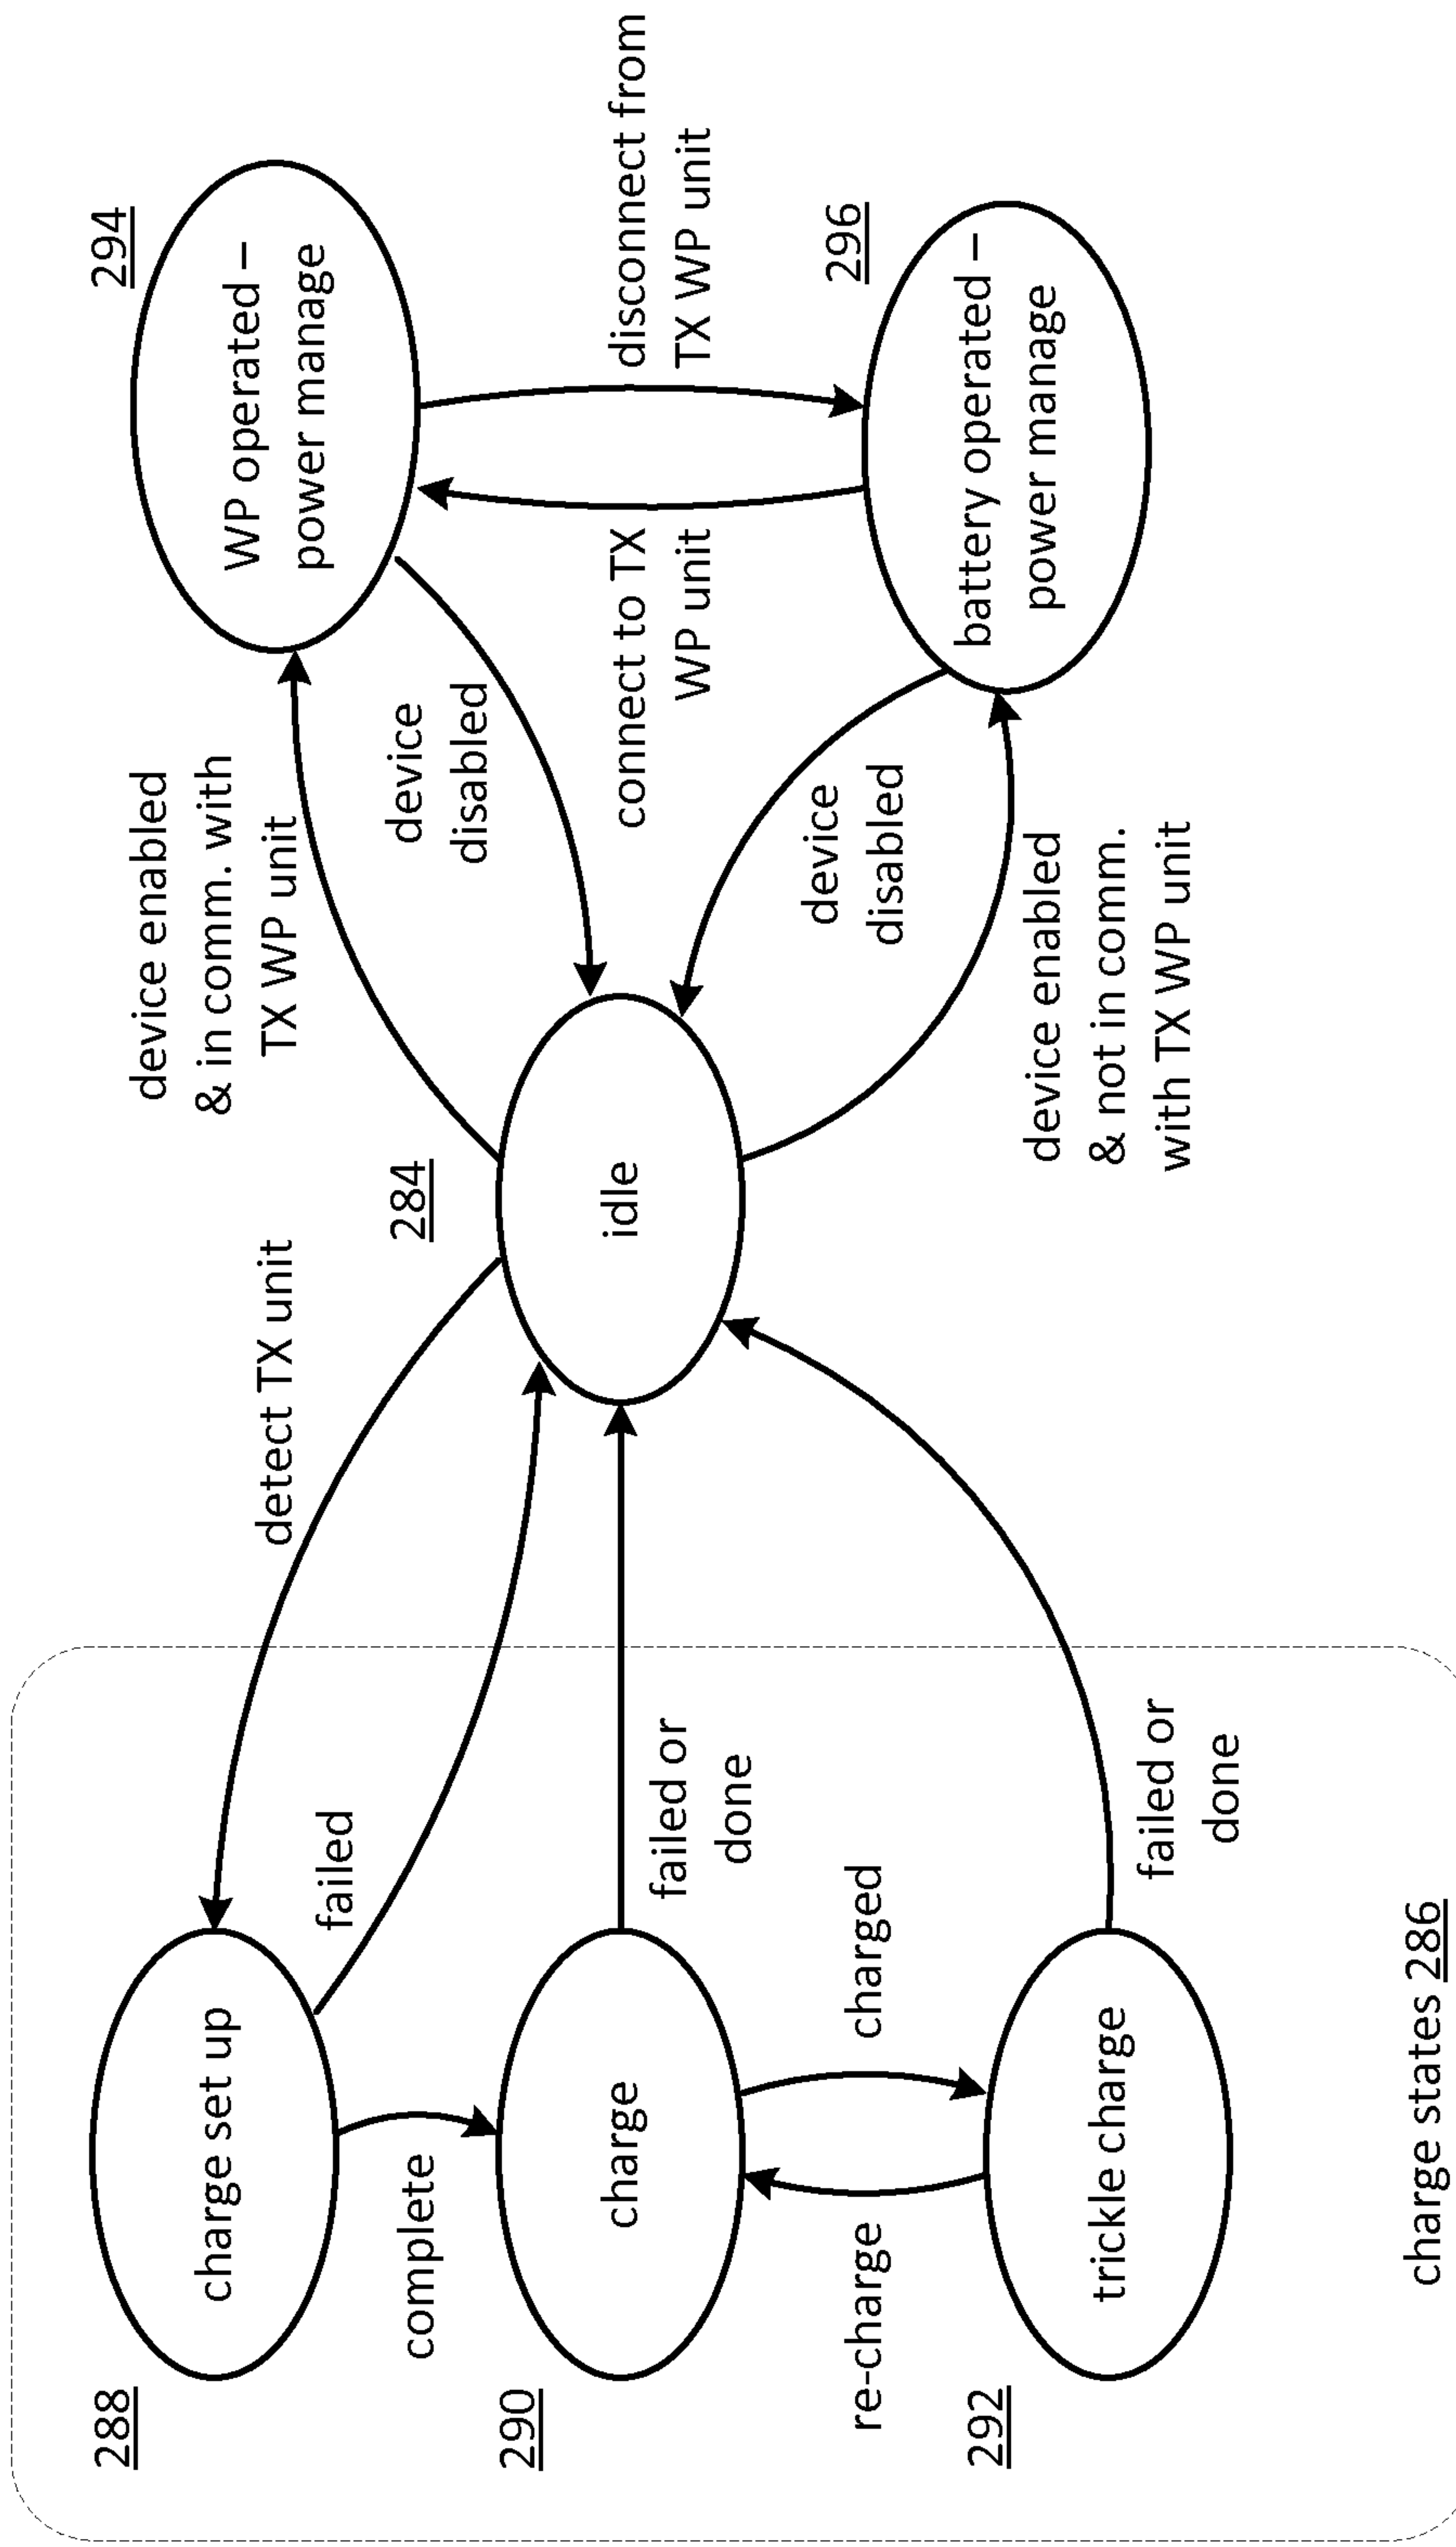 288
charge set up
detect TX unit
failed
complete
290
charge
failed or
done
re-charge
charged
292
trickle charge
failed or
done
charge states 286
284
idle
device enabled
& in comm. with
TX WP unit
294
WP operated –
power manage
device
disabled
connect to TX
WP unit
disconnect from
TX WP unit
device
disabled
296
battery operated –
power manage
device enabled
& not in comm.
with TX WP unit